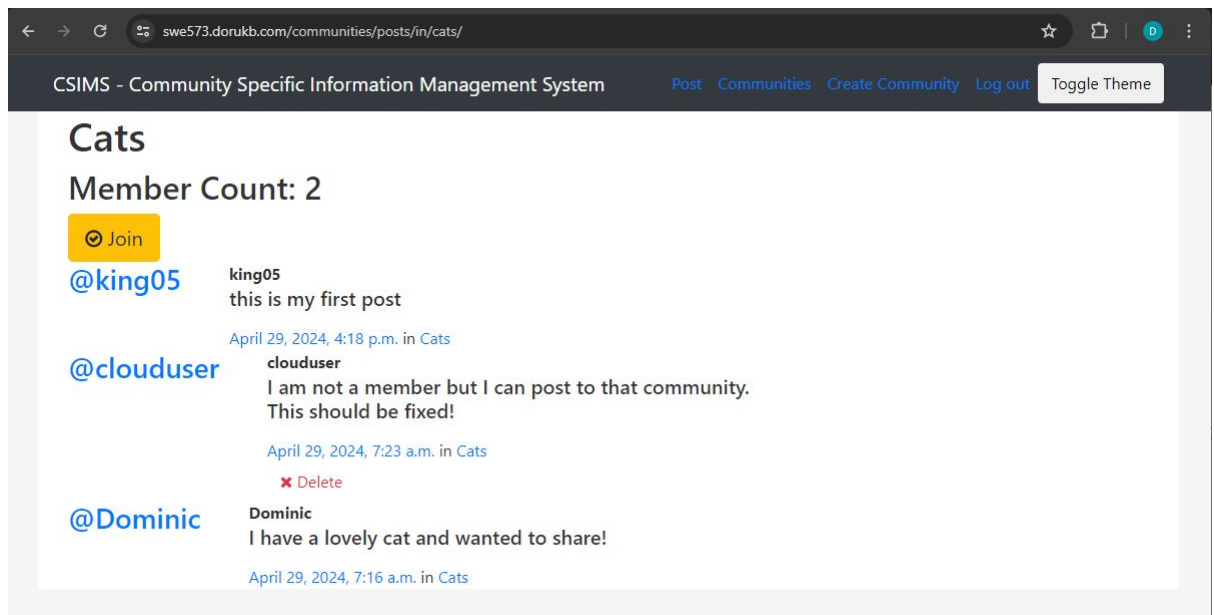 swe573.dorukb.com/communities/posts/in/cats/
D
CSIMS - Community Specific Information Management System Post Communities Create Community Log out Toggle Theme
Cats
Member Count: 2
Join
@king05 king05
this is my first post
April 29, 2024, 4:18 p.m. in Cats
@clouduser clouduser
I am not a member but I can post to that community.
This should be fixed!
April 29, 2024, 7:23 a.m. in Cats
Delete
@Dominic Dominic
I have a lovely cat and wanted to share!
April 29, 2024, 7:16 a.m. in Cats